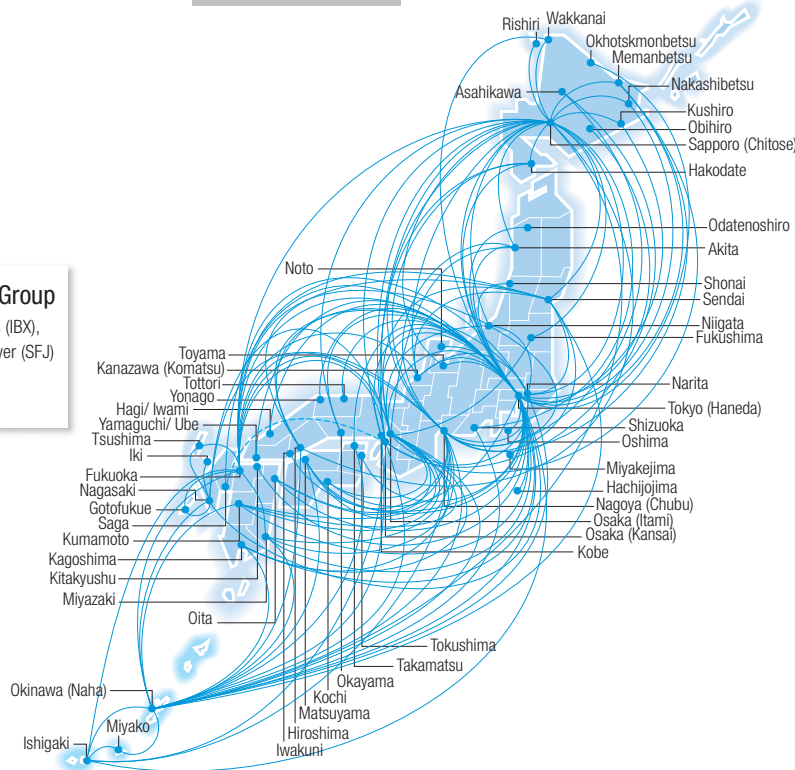 Rishiri
Wakkanai
Okhotskmonbetsu
Memanbetsu
Asahikawa
Nakashibetsu
Kushiro
Obihiro
Sapporo (Chitose)
Hakodate
Odatenoshiro
Akita
Noto
Shonai
Sendai
Group
(IBX),
yer (SFJ)
Niigata
Fukushima
Toyama
Kanazawa (Komatsu)
Tottori
Yonago
Hagi/ Iwami
Yamaguchi/ Ube
Tsushima
Iki
Fukuoka
Nagasaki
Gotofukue
Saga
Kumamoto
Kagoshima
Kitakyushu
Miyazaki
Oita
Narita
Tokyo (Haneda)
Shizuoka
Oshima
Miyakejima
Hachijojima
Nagoya (Chubu)
Osaka (Itami)
Osaka (Kansai)
Kobe
Tokushima
Takamatsu
Okayama
Kochi
Matsuyama
Hiroshima
Iwakuni
Okinawa (Naha)
Miyako
Ishigaki